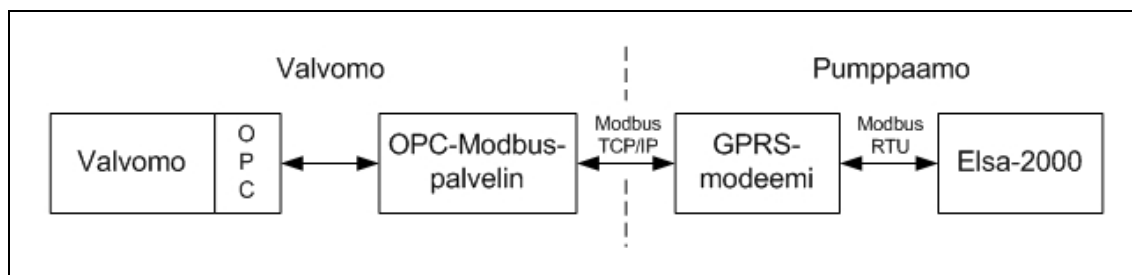 Valvomo
Pumppaamo
Valvomo
O
P
C
OPC-Modbus-
palvelin
Modbus
TCP/IP
GPRS-
modeemi
Modbus
RTU
Elsa-2000